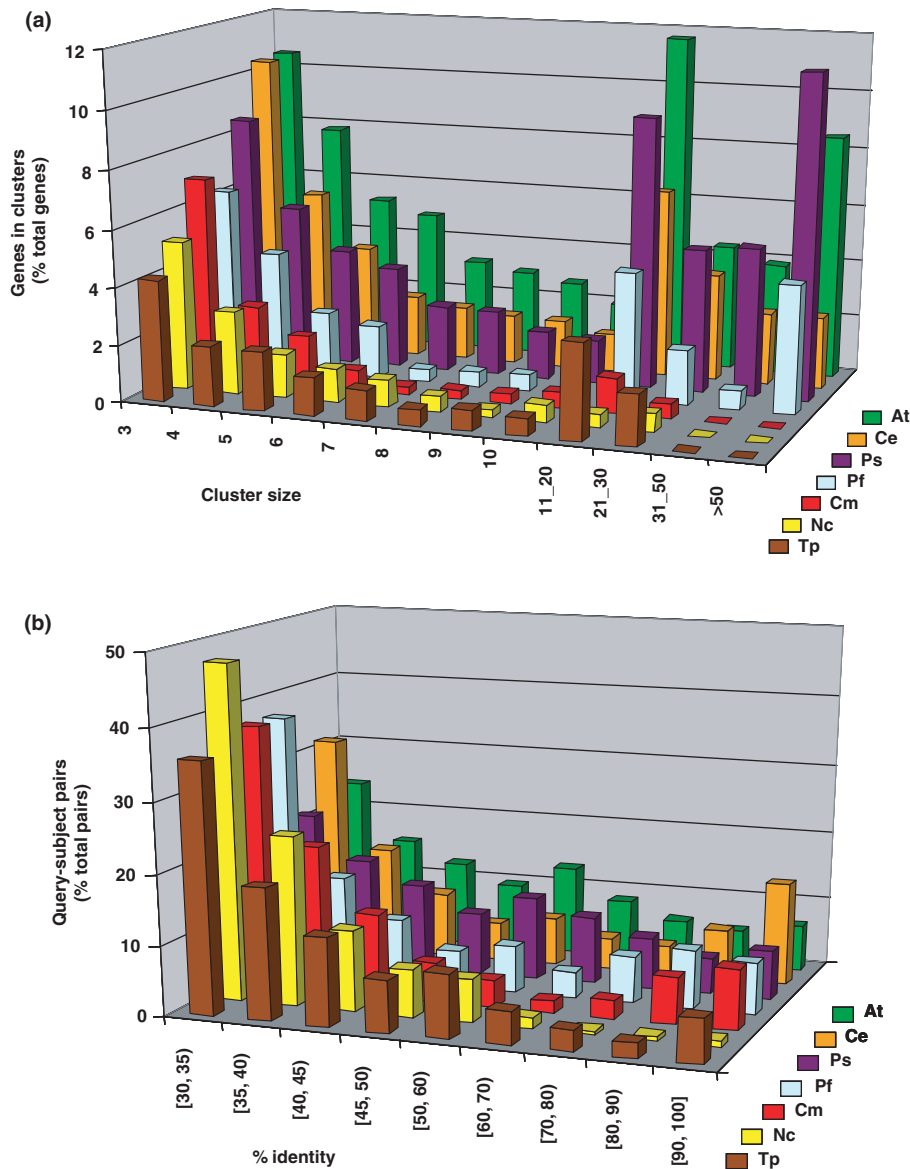 (a)
12
10
8
6
4
2
0
Genes in clusters
(% total genes)
3
4
5
6
7
8
9
10
11_20
21_30
31_50
>50
Cluster size
At
Ce
Ps
Pf
Cm
Nc
Tp
(b)
50
40
30
20
10
0
Query-subject pairs
(% total pairs)
[30, 35)
[35, 40)
[40, 45)
[45, 50)
[50, 60)
[60, 70)
[70, 80)
[80, 90)
[90, 100]
% identity
At
Ce
Ps
Pf
Cm
Nc
Tp